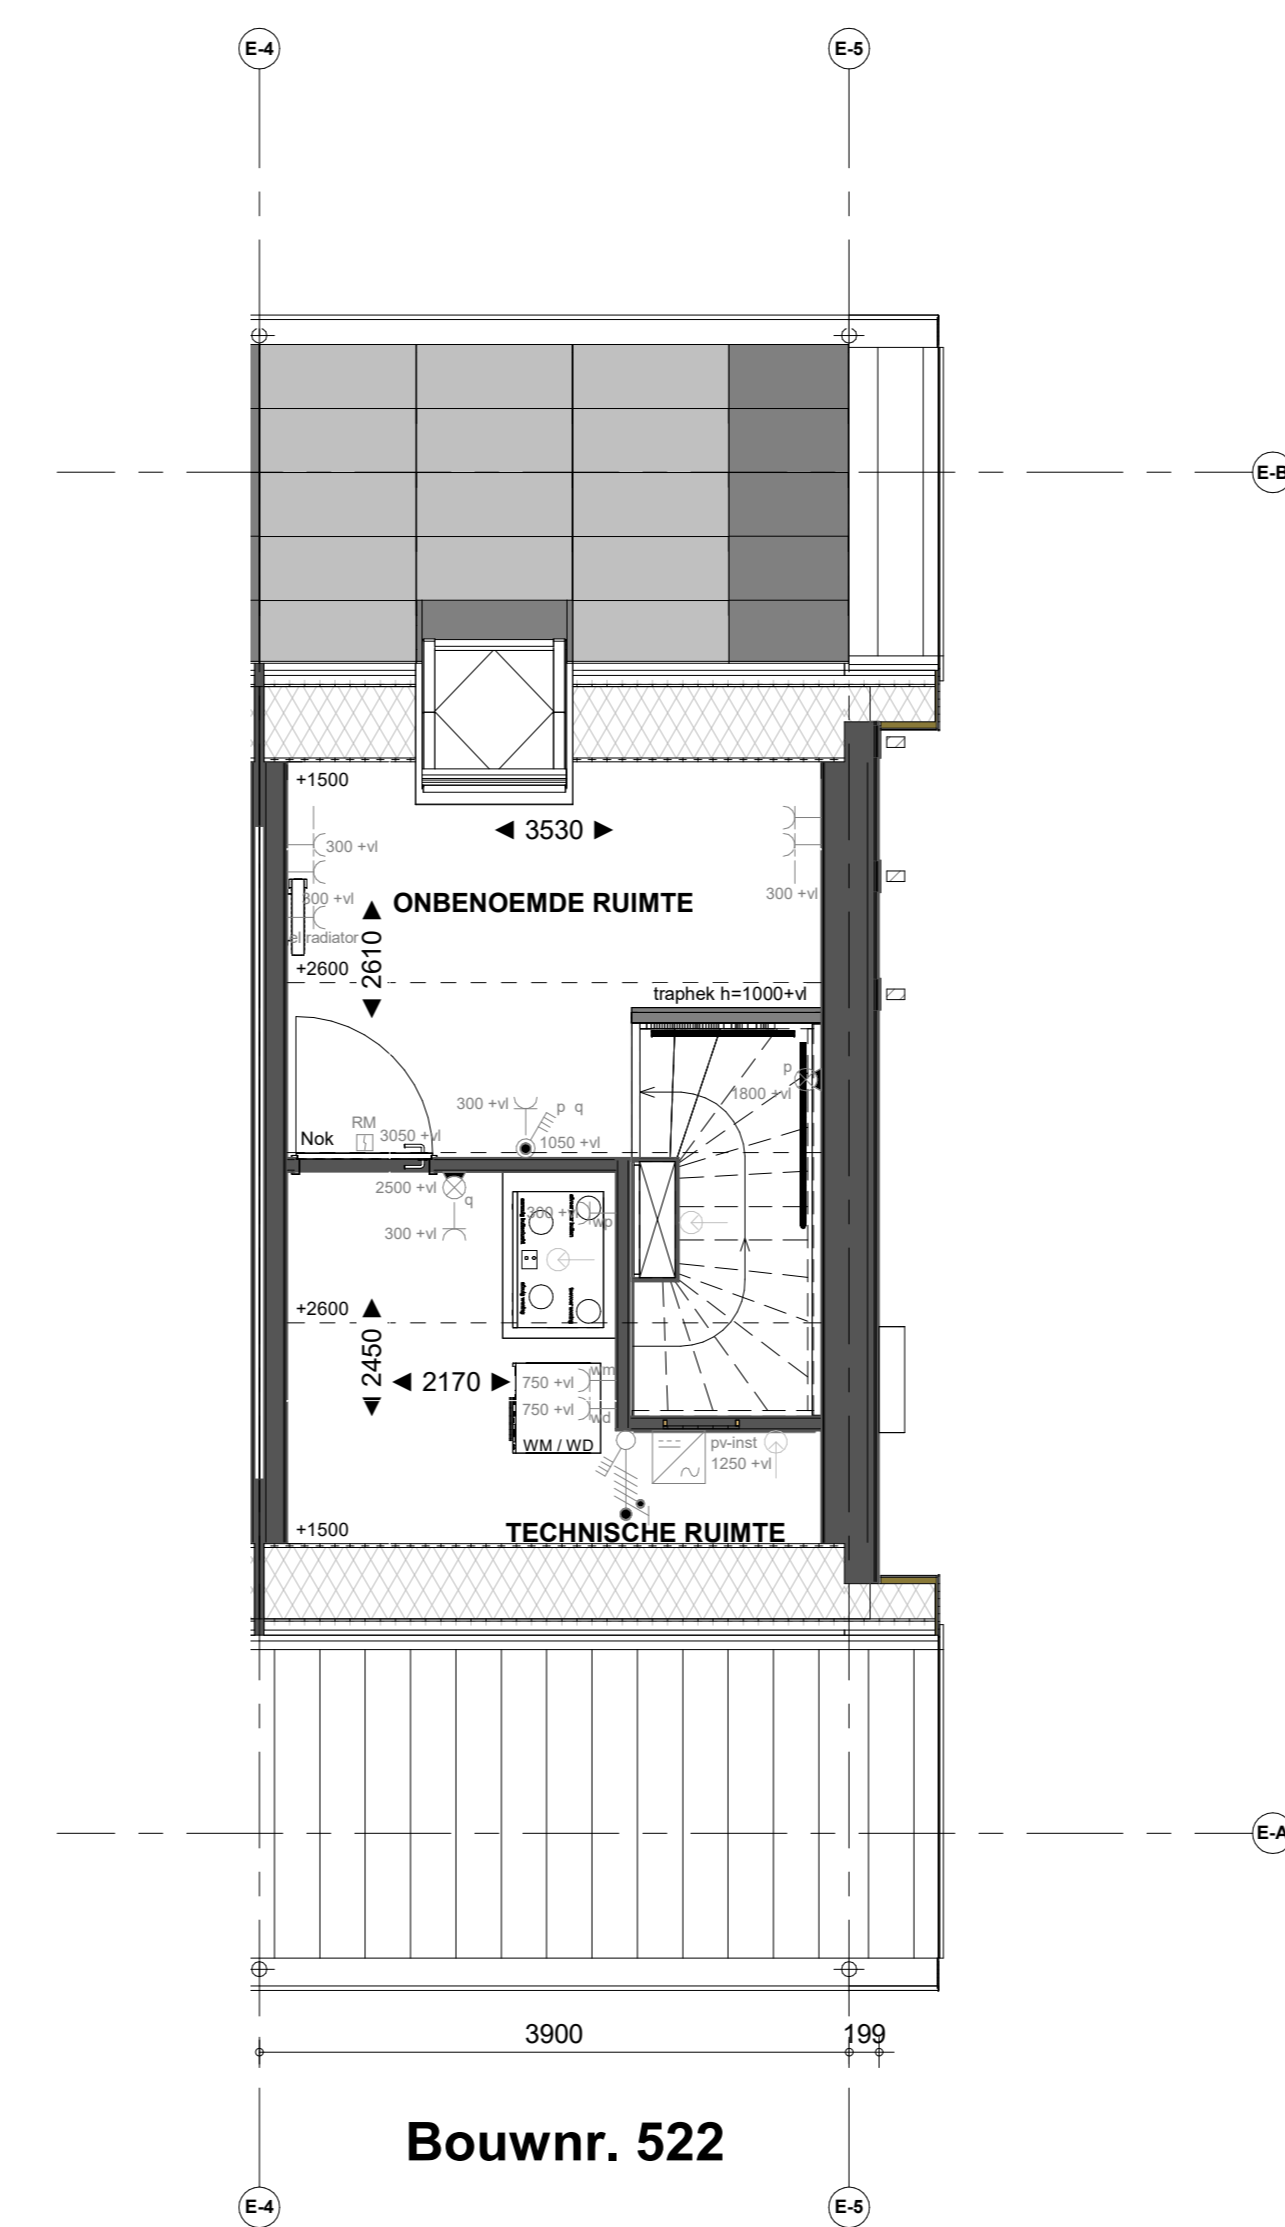 E-4
E-5
E-B
+1500
3530
300 +vl
300 +vl
300 +vl
ONBENOEMDE RUIMTE
el radiator
2610
+2600
traphek h=1000+vl
p
1800 +vl
300 +vl
p q
RM
3050 +vl
Nok
1050 +vl
2500 +vl
q
300 +vl
300 +vl
wp
+2600
2450
2170
wm
750 +vl
750 +vl
wd
WM / WD
pv-inst
1250 +vl
+1500
TECHNISCHE RUIMTE
E-A
3900
199
Bouwnr. 522
E-4
E-5